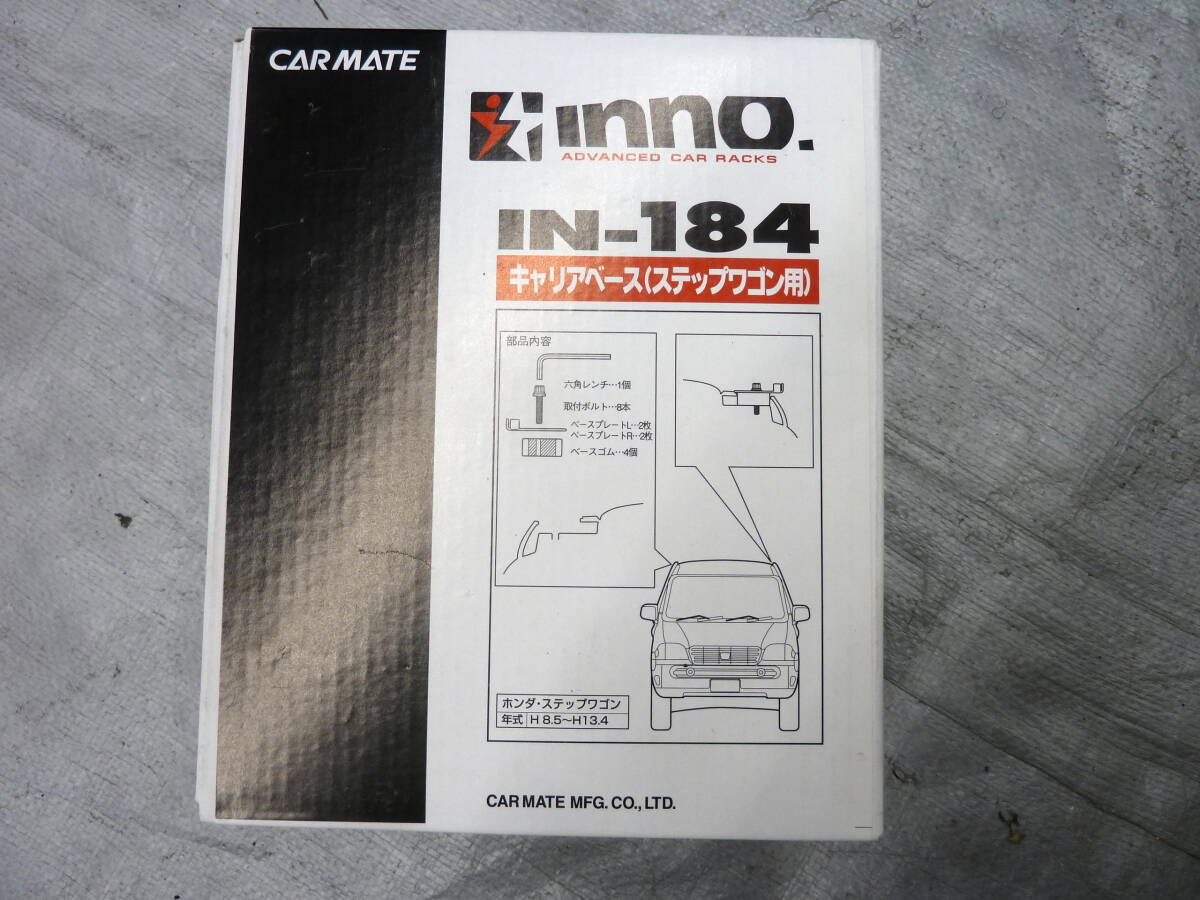 CAR MATE
inno.
ADVANCED CAR RACKS
IN-184
キャリアベース(ステップワゴン用)
部品内容
六角レンチ…1個
取付ボルト…8本
ベースプレートL…2枚
ベースプレートR…2枚
ベースゴム…4個
ホンダ・ステップワゴン
年式 H 8.5〜H13.4
CAR MATE MFG. CO., LTD.